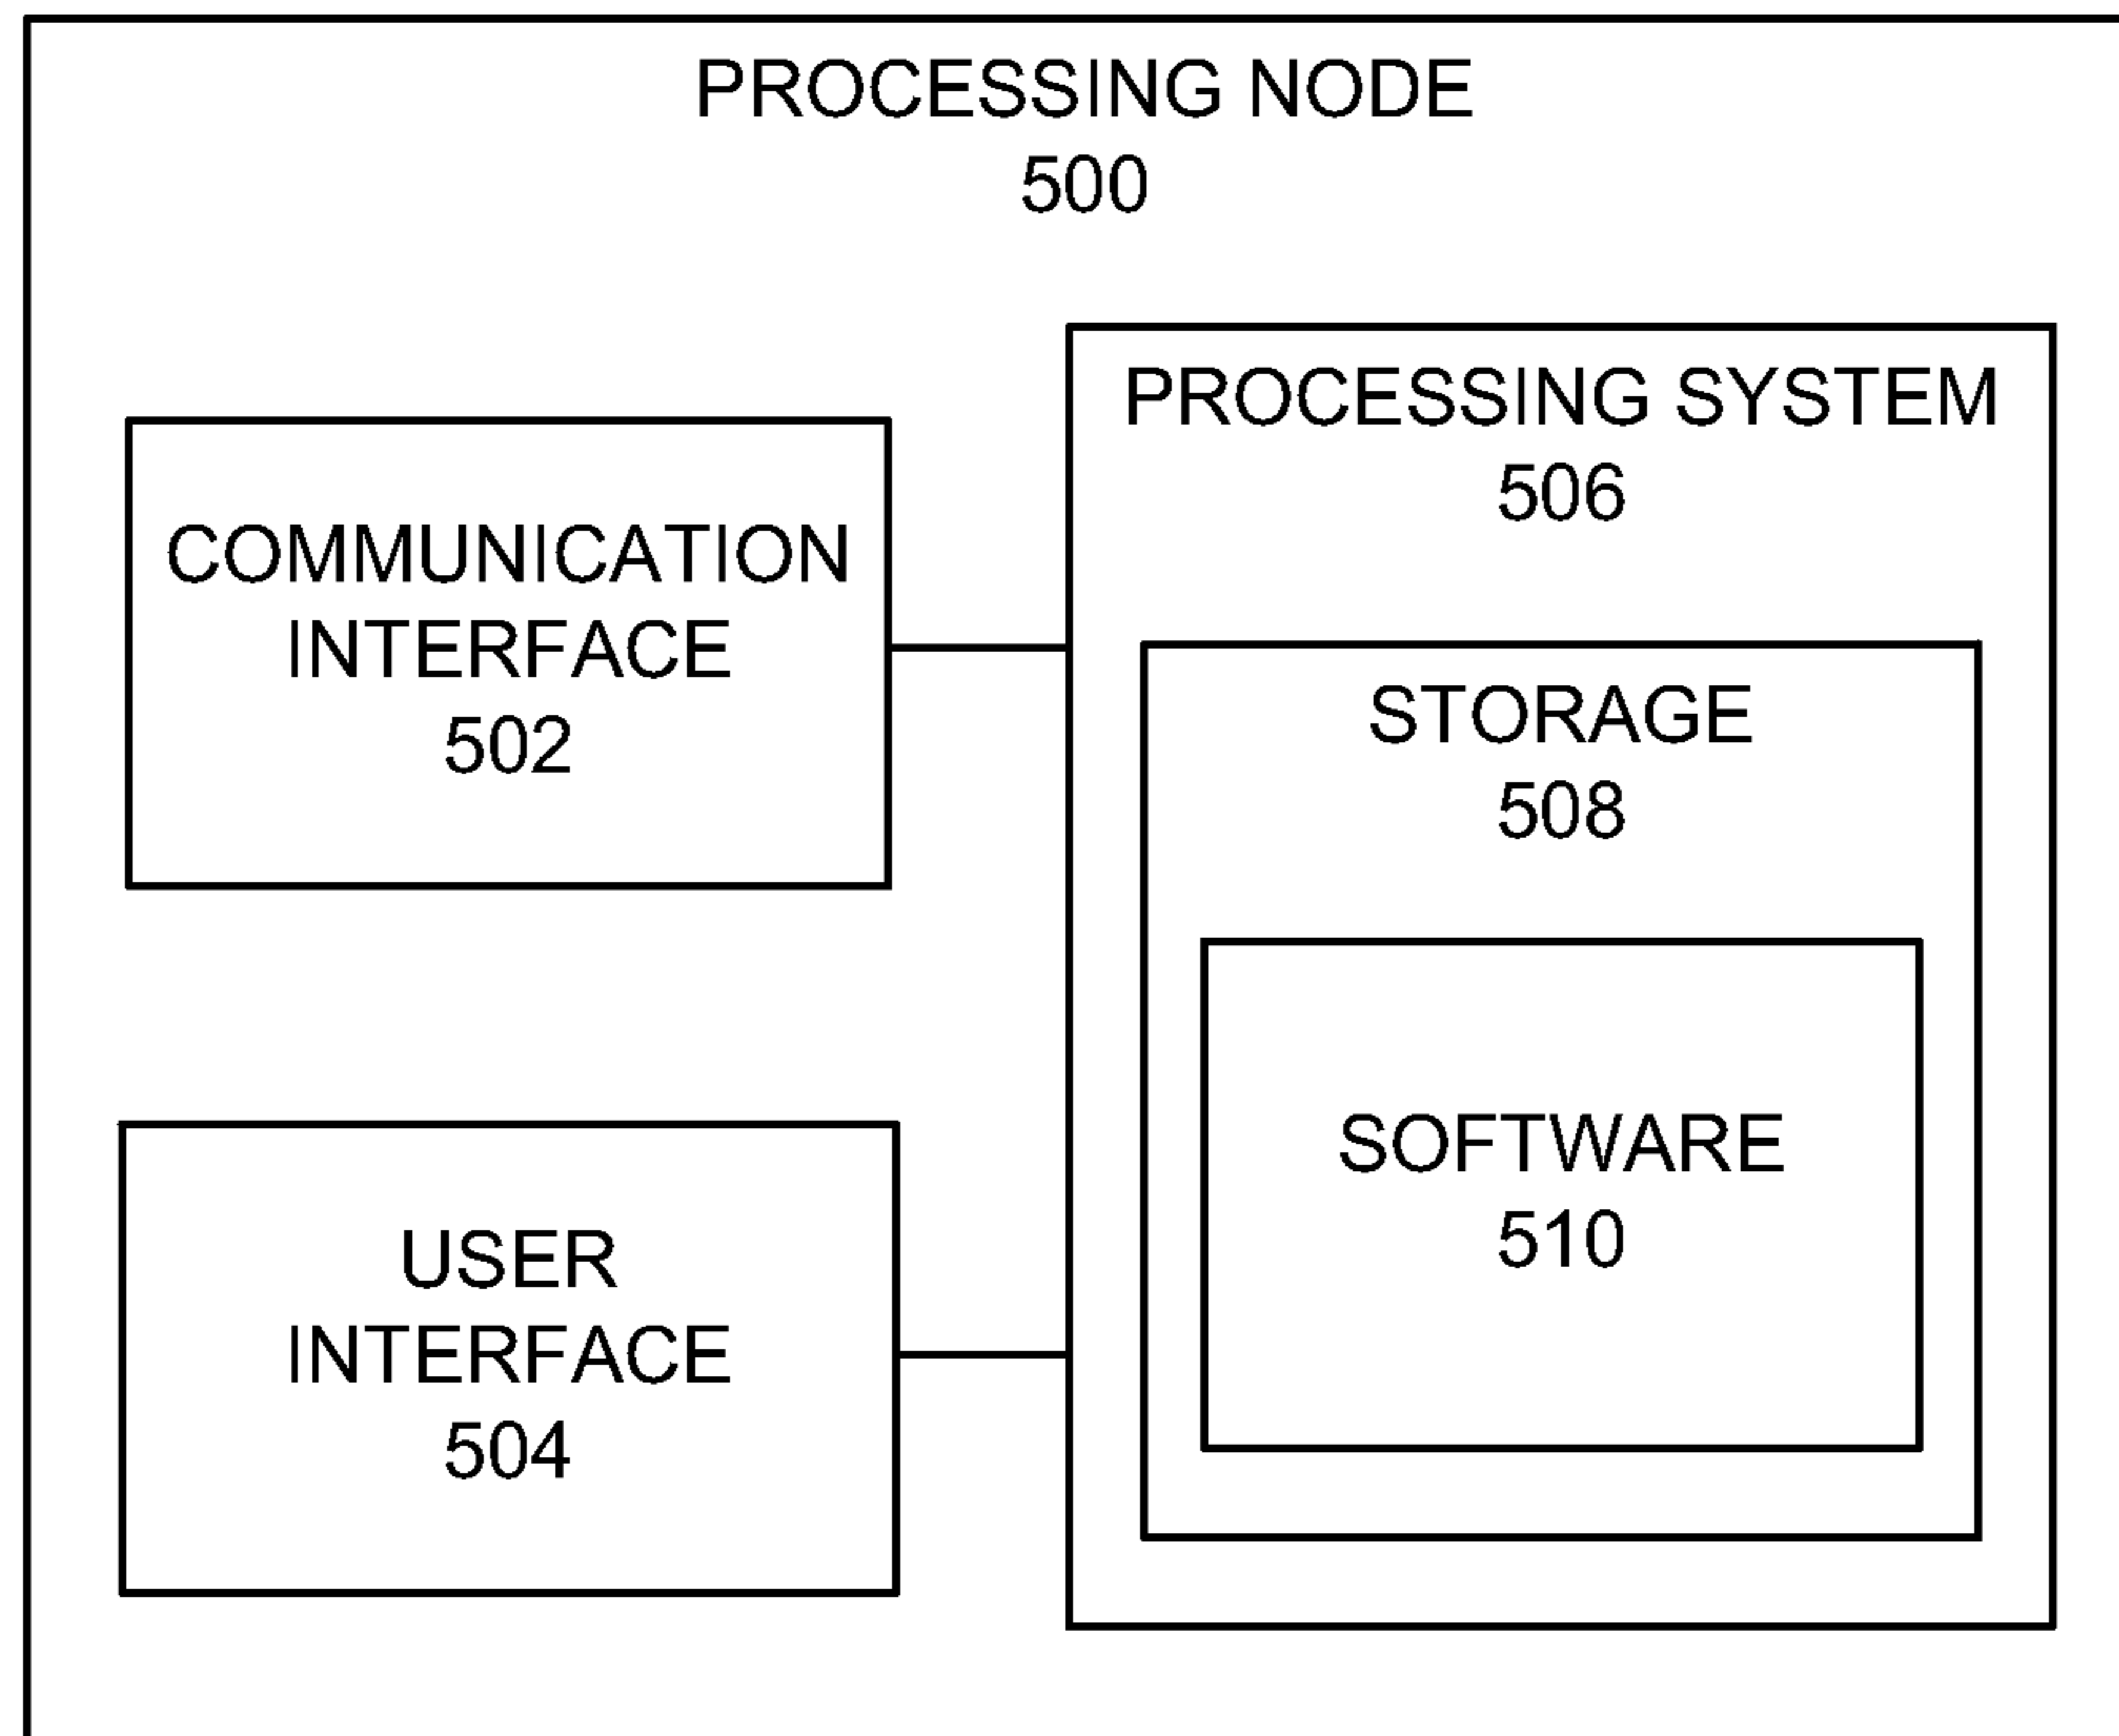 PROCESSING NODE
500
PROCESSING SYSTEM
506
COMMUNICATION
INTERFACE
502
STORAGE
508
SOFTWARE
510
USER
INTERFACE
504